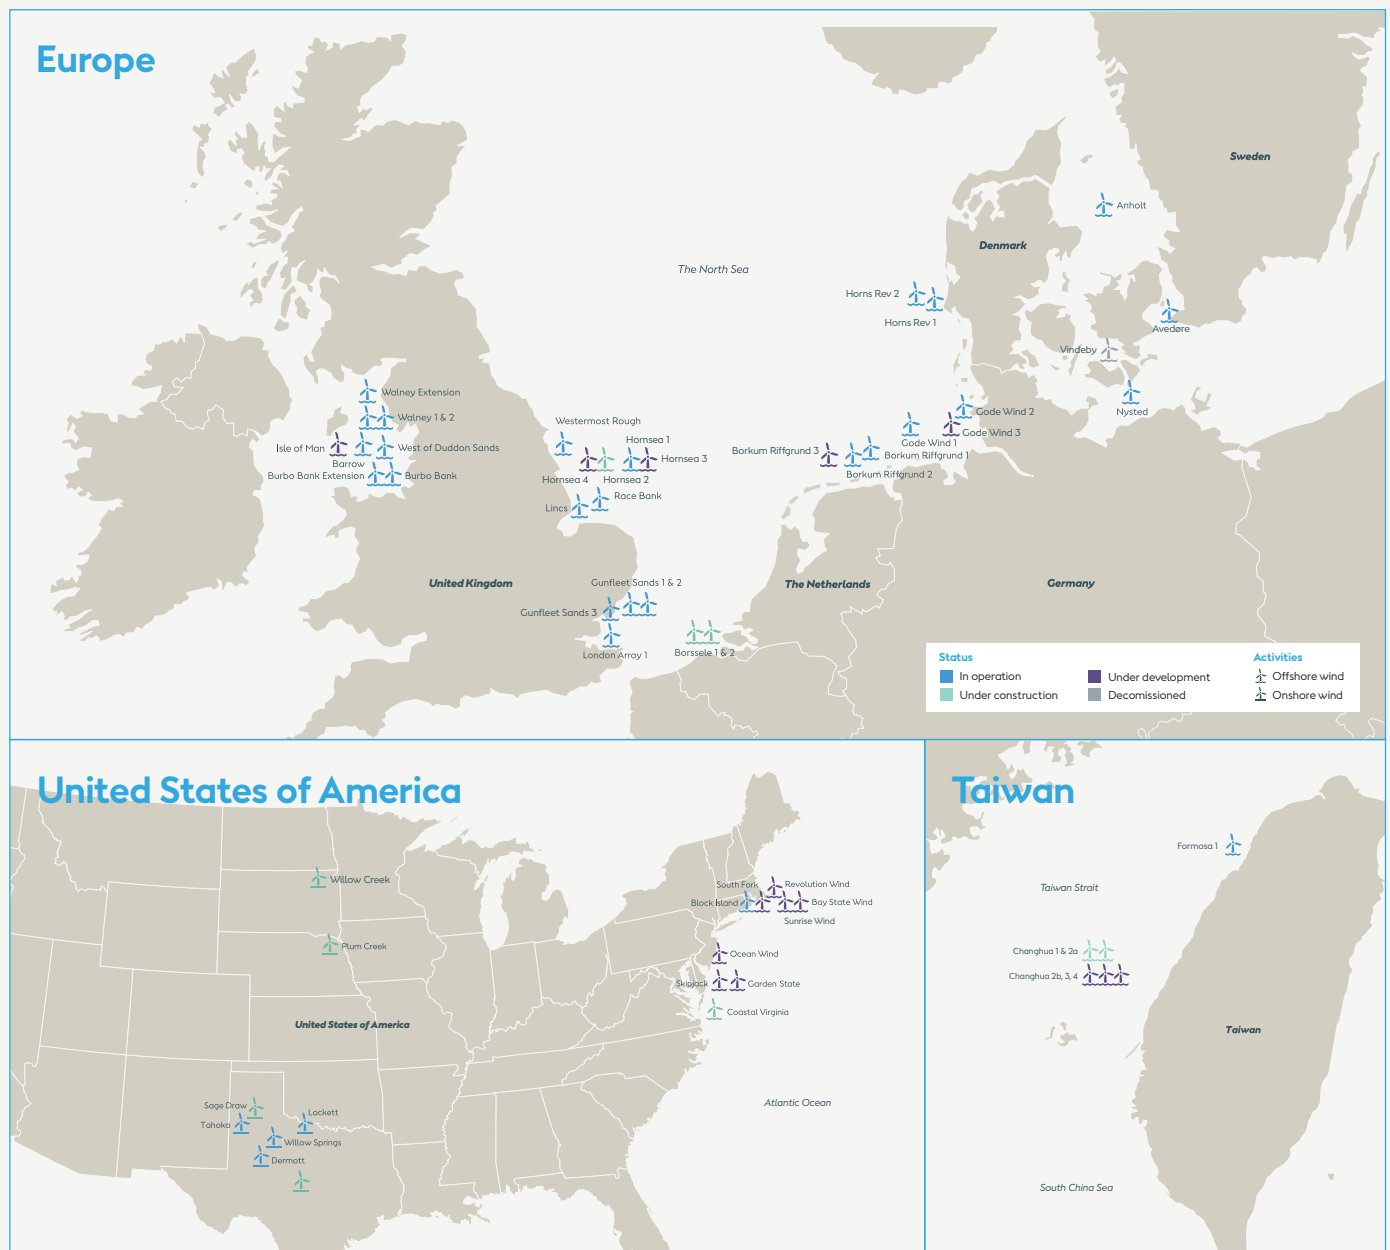 Europe
Sweden
Anholt
Denmark
The North Sea
Horns Rev 2
Horns Rev 1
Avedøre
Vindeby
Walney Extension
Walney 1 & 2
Isle of Man
West of Duddon Sands
Barrow
Burbo Bank Extension
Burbo Bank
Westermost Rough
Hornsea 1
Hornsea 3
Hornsea 4
Hornsea 2
Race Bank
Lincs
Gode Wind 2
Nysted
Gode Wind 3
Gode Wind 1
Borkum Riffgrund 3
Borkum Riffgrund 1
Borkum Riffgrund 2
United Kingdom
Gunfleet Sands 1 & 2
Gunfleet Sands 3
London Array 1
Borssele 1 & 2
The Netherlands
Germany
Status
In operation
Under construction
Under development
Decomissioned
Activities
Offshore wind
Onshore wind
United States of America
Willow Creek
Plum Creek
South Fork
Revolution Wind
Block Island
Bay State Wind
Sunrise Wind
Ocean Wind
Skipjack
Garden State
Coastal Virginia
United States of America
Sage Draw
Tahoka
Lockett
Willow Springs
Dermott
Atlantic Ocean
Taiwan
Formosa 1
Taiwan Strait
Changhua 1 & 2a
Changhua 2b, 3, 4
Taiwan
South China Sea